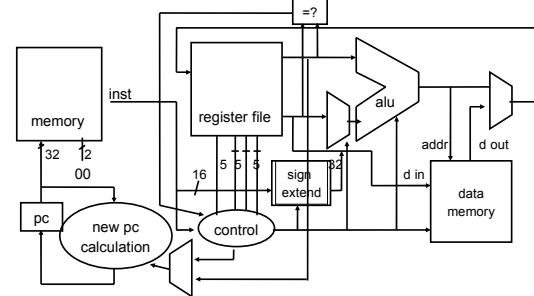 =?
inst
memory
register file
alu
32
2
00
16
5
5
5
32
sign
extend
addr
d out
d in
data
memory
pc
new pc
calculation
control